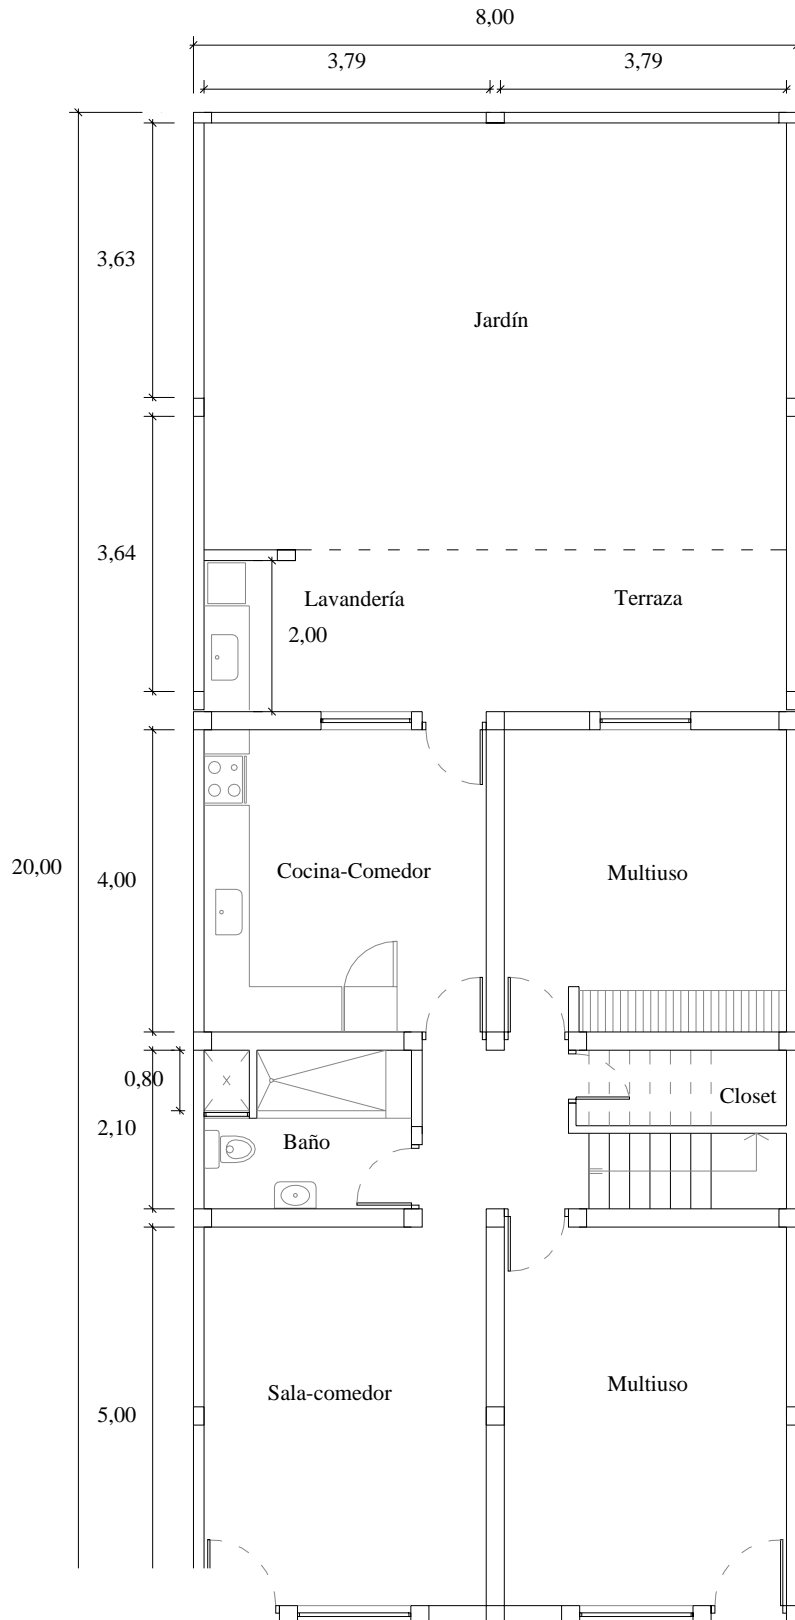 8,00
3,79
3,79
3,63
Jardín
3,64
Lavandería
Terraza
2,00
20,00
4,00
Cocina-Comedor
Multiuso
0,80
Closet
2,10
Baño
Sala-comedor
Multiuso
5,00